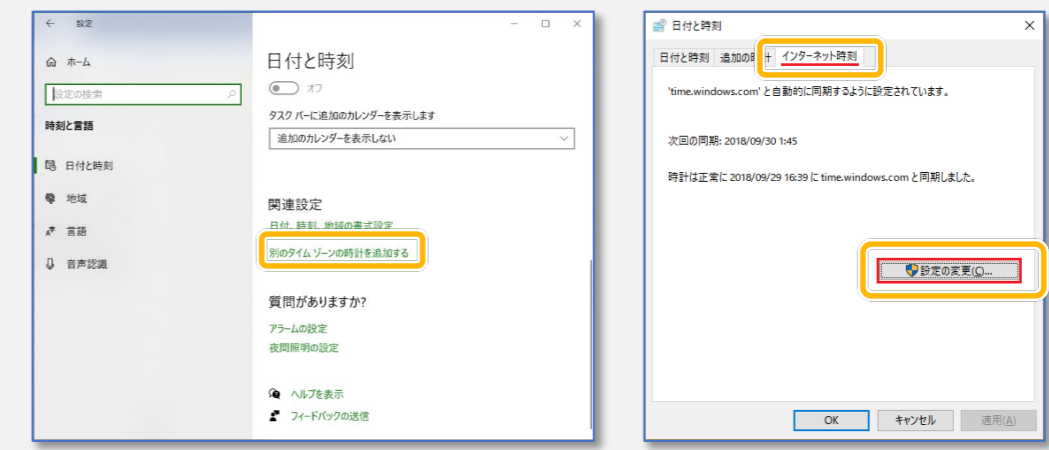 設定
ホーム
設定の検索
時刻と言語
日付と時刻
地域
言語
音声認識
日付と時刻
オフ
タスク バーに追加のカレンダーを表示します
追加のカレンダーを表示しない
関連設定
日付、時刻、地域の書式設定
別のタイム ゾーンの時計を追加する
質問がありますか?
アラームの設定
夜間照明の設定
ヘルプを表示
フィードバックの送信
日付と時刻
日付と時刻 追加の時計 インターネット時刻
'time.windows.com' と自動的に同期するように設定されています。
次回の同期: 2018/09/30 1:45
時計は正常に 2018/09/29 16:39 に time.windows.com と同期しました。
設定の変更(C)...
OK キャンセル 適用(A)